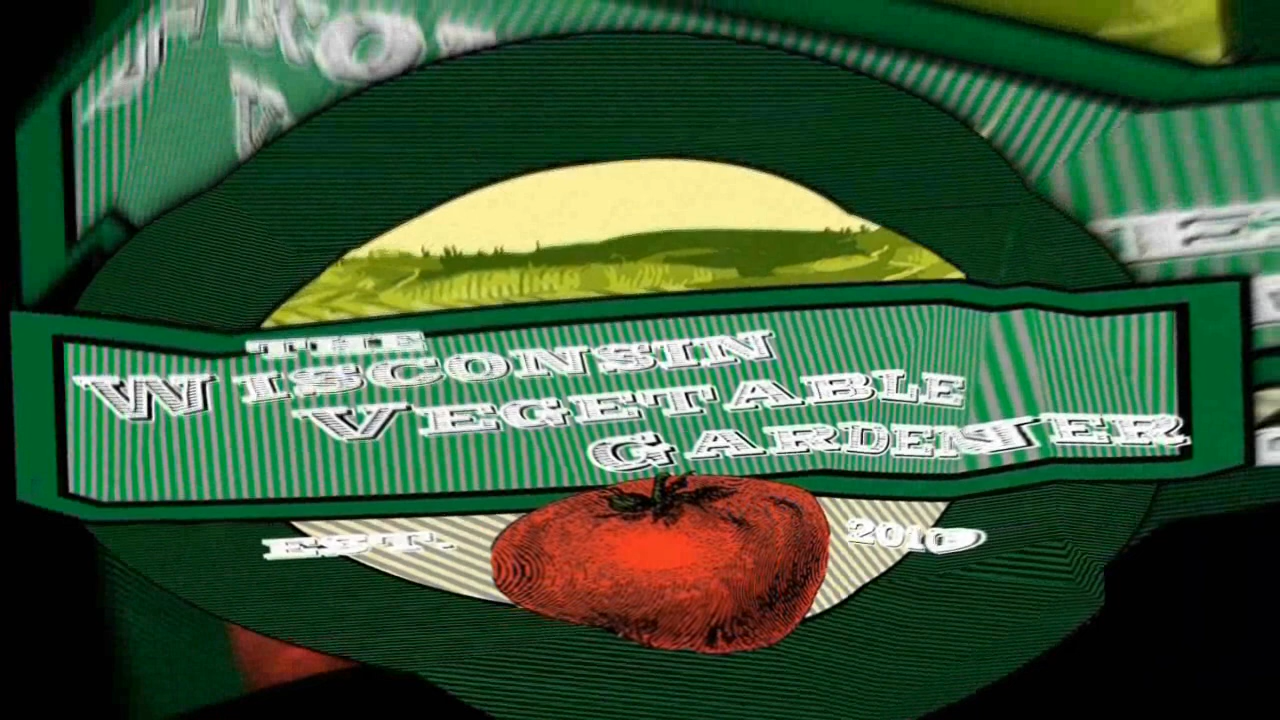 THE
WISCONSIN
VEGETABLE
GARDENER
EST. 2010